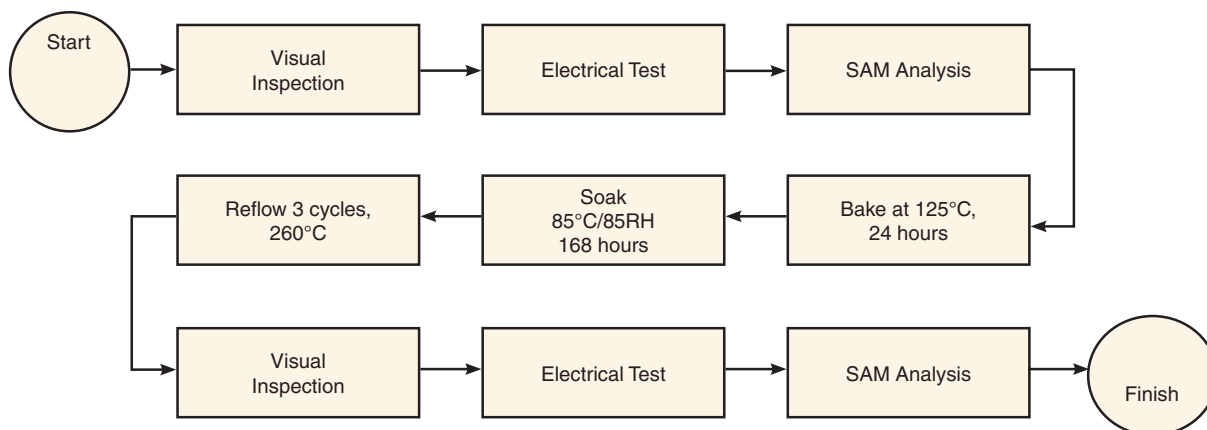 Start
Visual
Inspection
Electrical Test
SAM Analysis
Bake at 125°C,
24 hours
Soak
85°C/85RH
168 hours
Reflow 3 cycles,
260°C
Visual
Inspection
Electrical Test
SAM Analysis
Finish